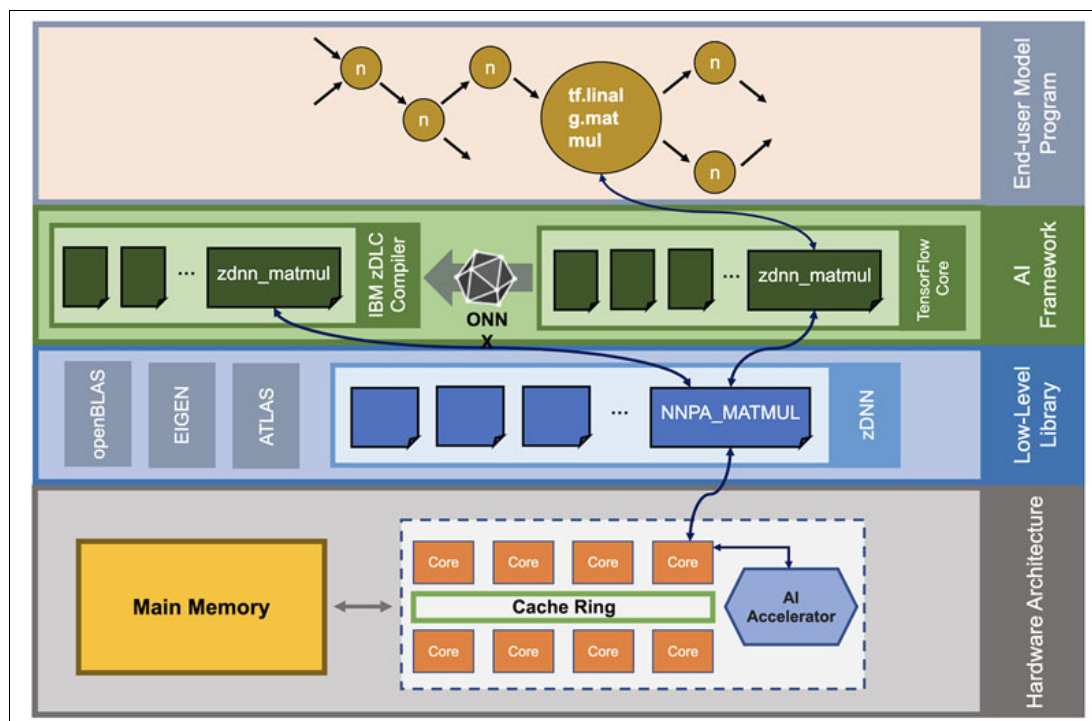 n
n
n
tf.linal
g.mat
mul
n
n
End-user Model
Program
zdnn_matmul
...
IBM zDLC
Compiler
ONN
X
...
zdnn_matmul
TensorFlow
Core
AI
Framework
openBLAS
EIGEN
ATLAS
...
NNPA_MATMUL
zDNN
Low-Level
Library
Main Memory
Core
Core
Core
Core
Cache Ring
Core
Core
Core
Core
AI
Accelerator
Hardware Architecture